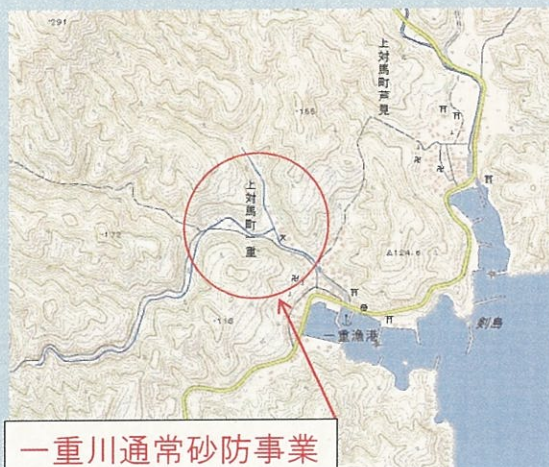 ・291
上対馬町芦見
・155
上対馬町一重
・172
△124.6
・116
一重漁港
剣島
一重川通常砂防事業